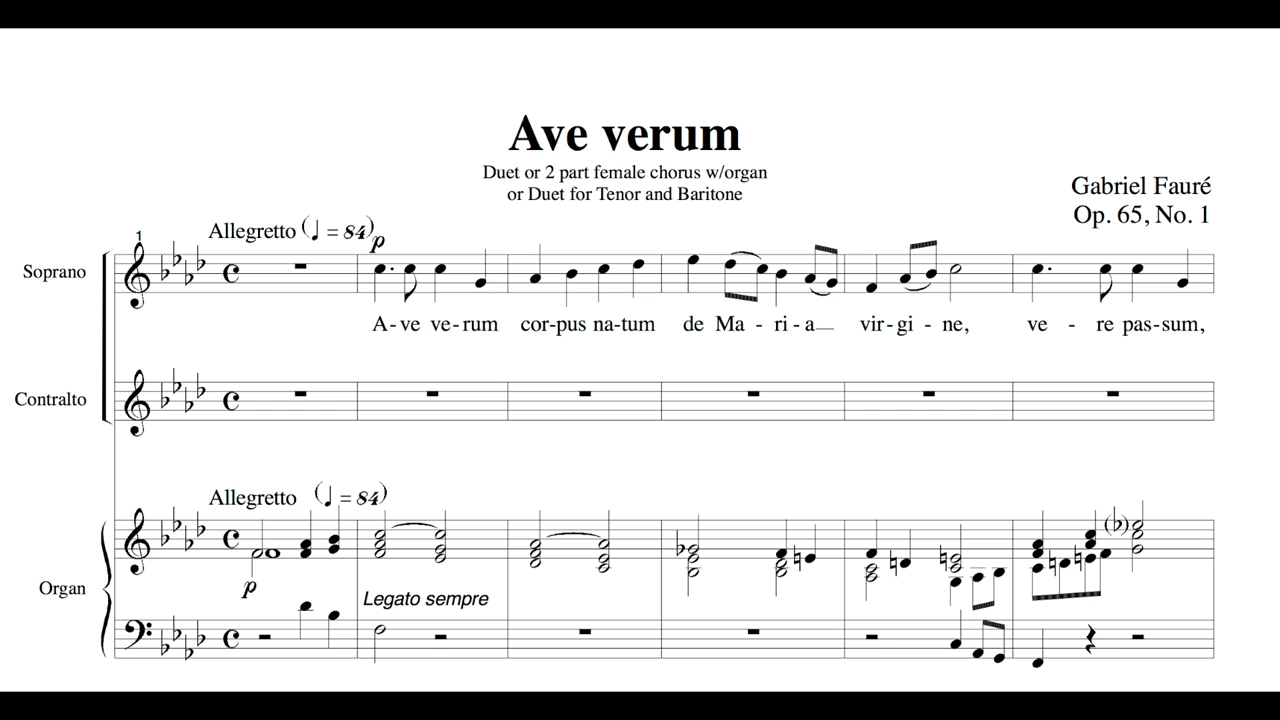 Ave verum
Duet or 2 part female chorus w/organ
or Duet for Tenor and Baritone
Gabriel Fauré
Op. 65, No. 1
Allegretto (♩ = 84)
1
p
Soprano
A - ve ve - rum cor - pus na - tum de Ma - ri - a__ vir - gi - ne, ve - re pas - sum,
Contralto
Allegretto (♩ = 84)
Organ
p
Legato sempre